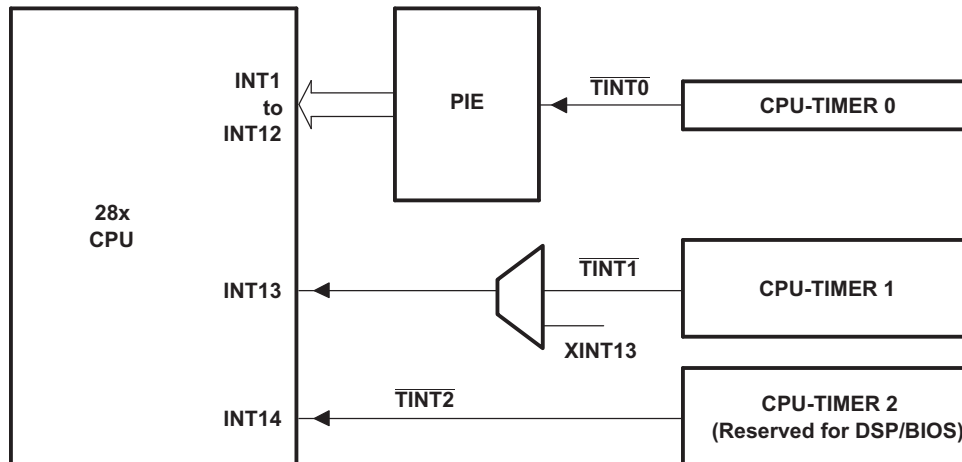 INT1
to
INT12
PIE
TINT0
CPU-TIMER 0
28x
CPU
INT13
TINT1
XINT13
CPU-TIMER 1
INT14
TINT2
CPU-TIMER 2
(Reserved for DSP/BIOS)